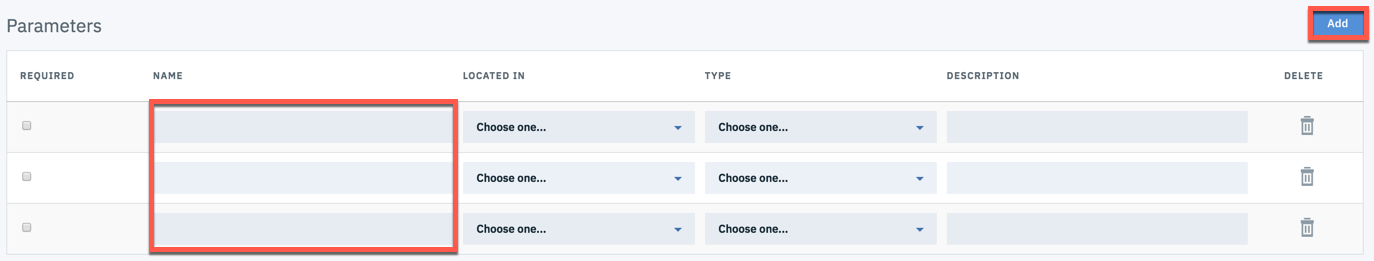 Parameters
Add
REQUIRED NAME LOCATED IN TYPE DESCRIPTION DELETE
Choose one... Choose one...
Choose one... Choose one...
Choose one... Choose one...